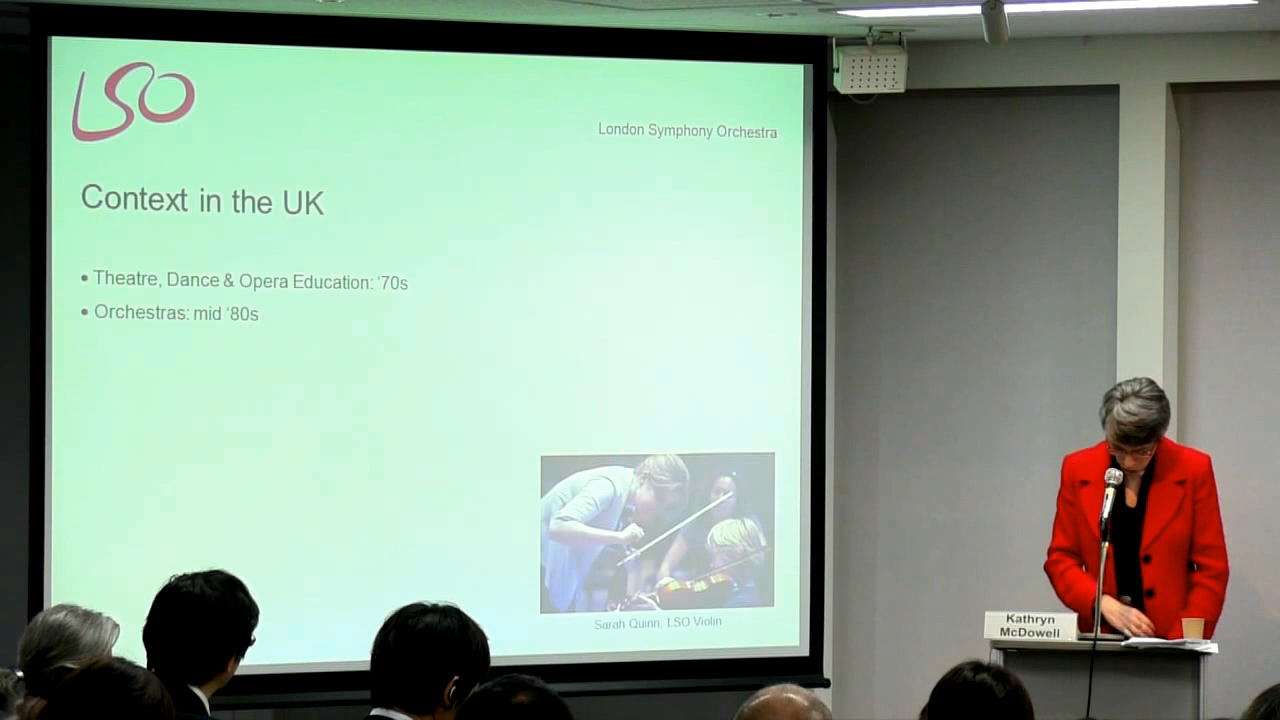 LSO
London Symphony Orchestra
Context in the UK
• Theatre, Dance & Opera Education: ‘70s
• Orchestras: mid ‘80s
Sarah Quinn, LSO Violin
Kathryn
McDowell